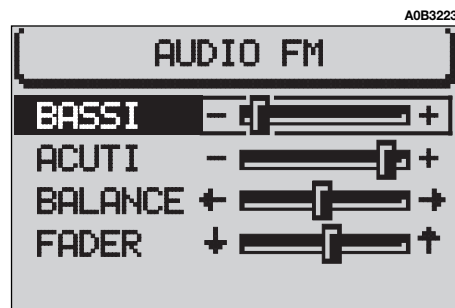 A0B3223
AUDIO FM
BASSI - +
ACUTI - +
BALANCE ← →
FADER ↓ ↑